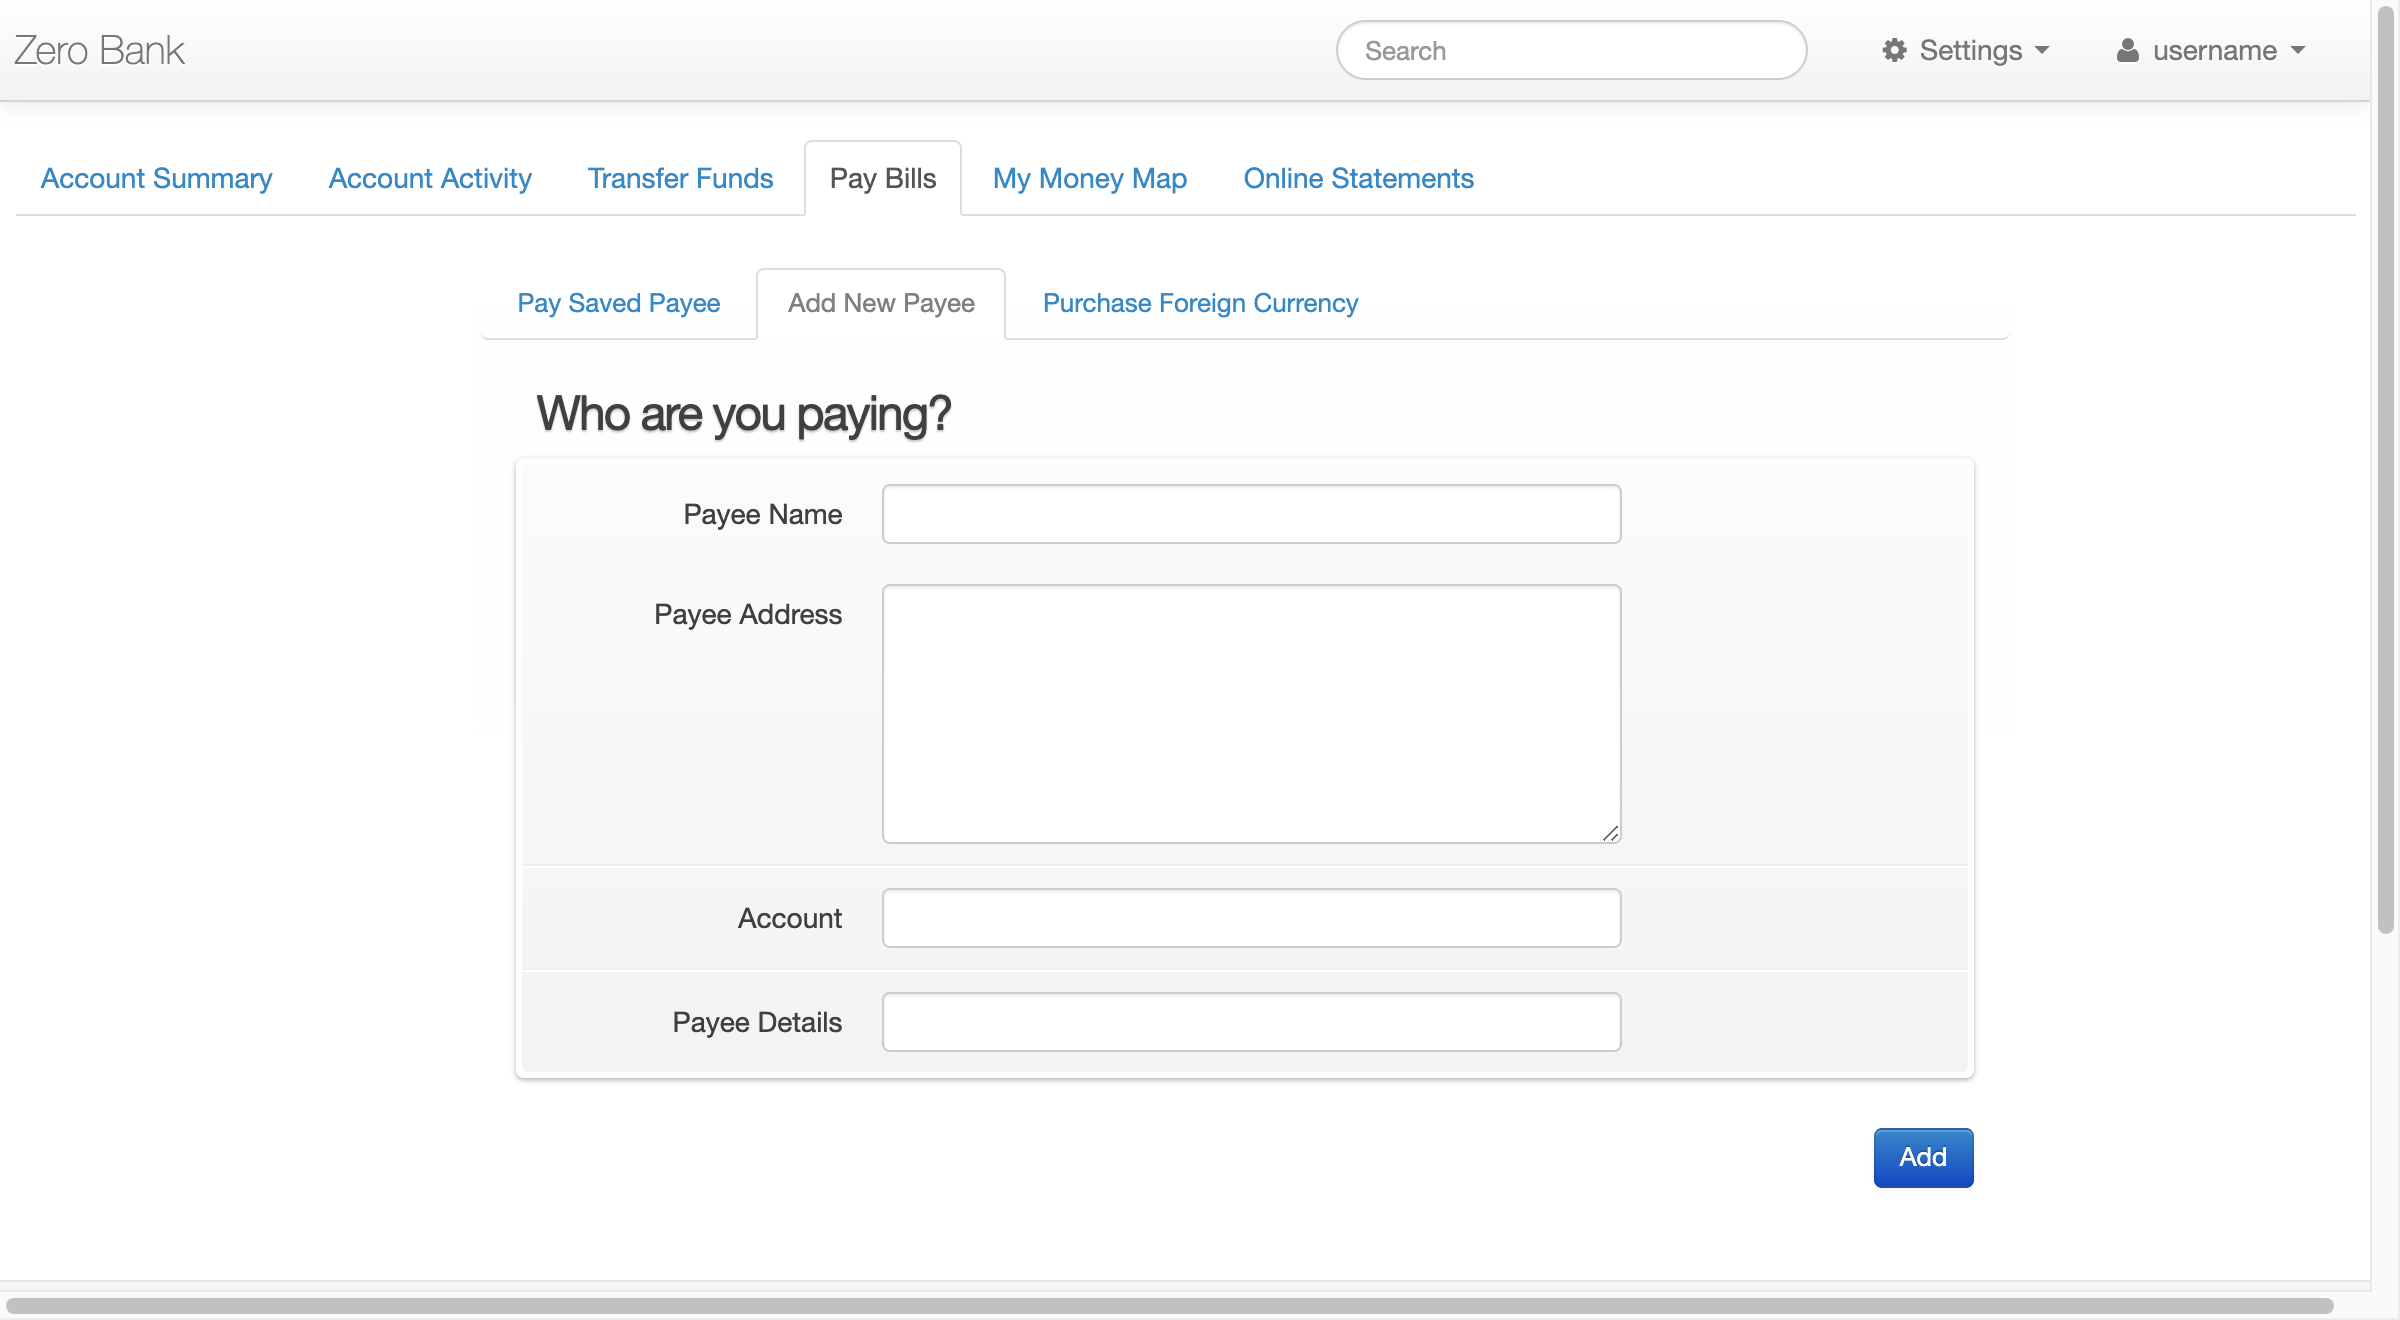 Zero Bank Search Settings username
Account Summary Account Activity Transfer Funds Pay Bills My Money Map Online Statements
Pay Saved Payee Add New Payee Purchase Foreign Currency
Who are you paying?
Payee Name
Payee Address
Account
Payee Details
Add